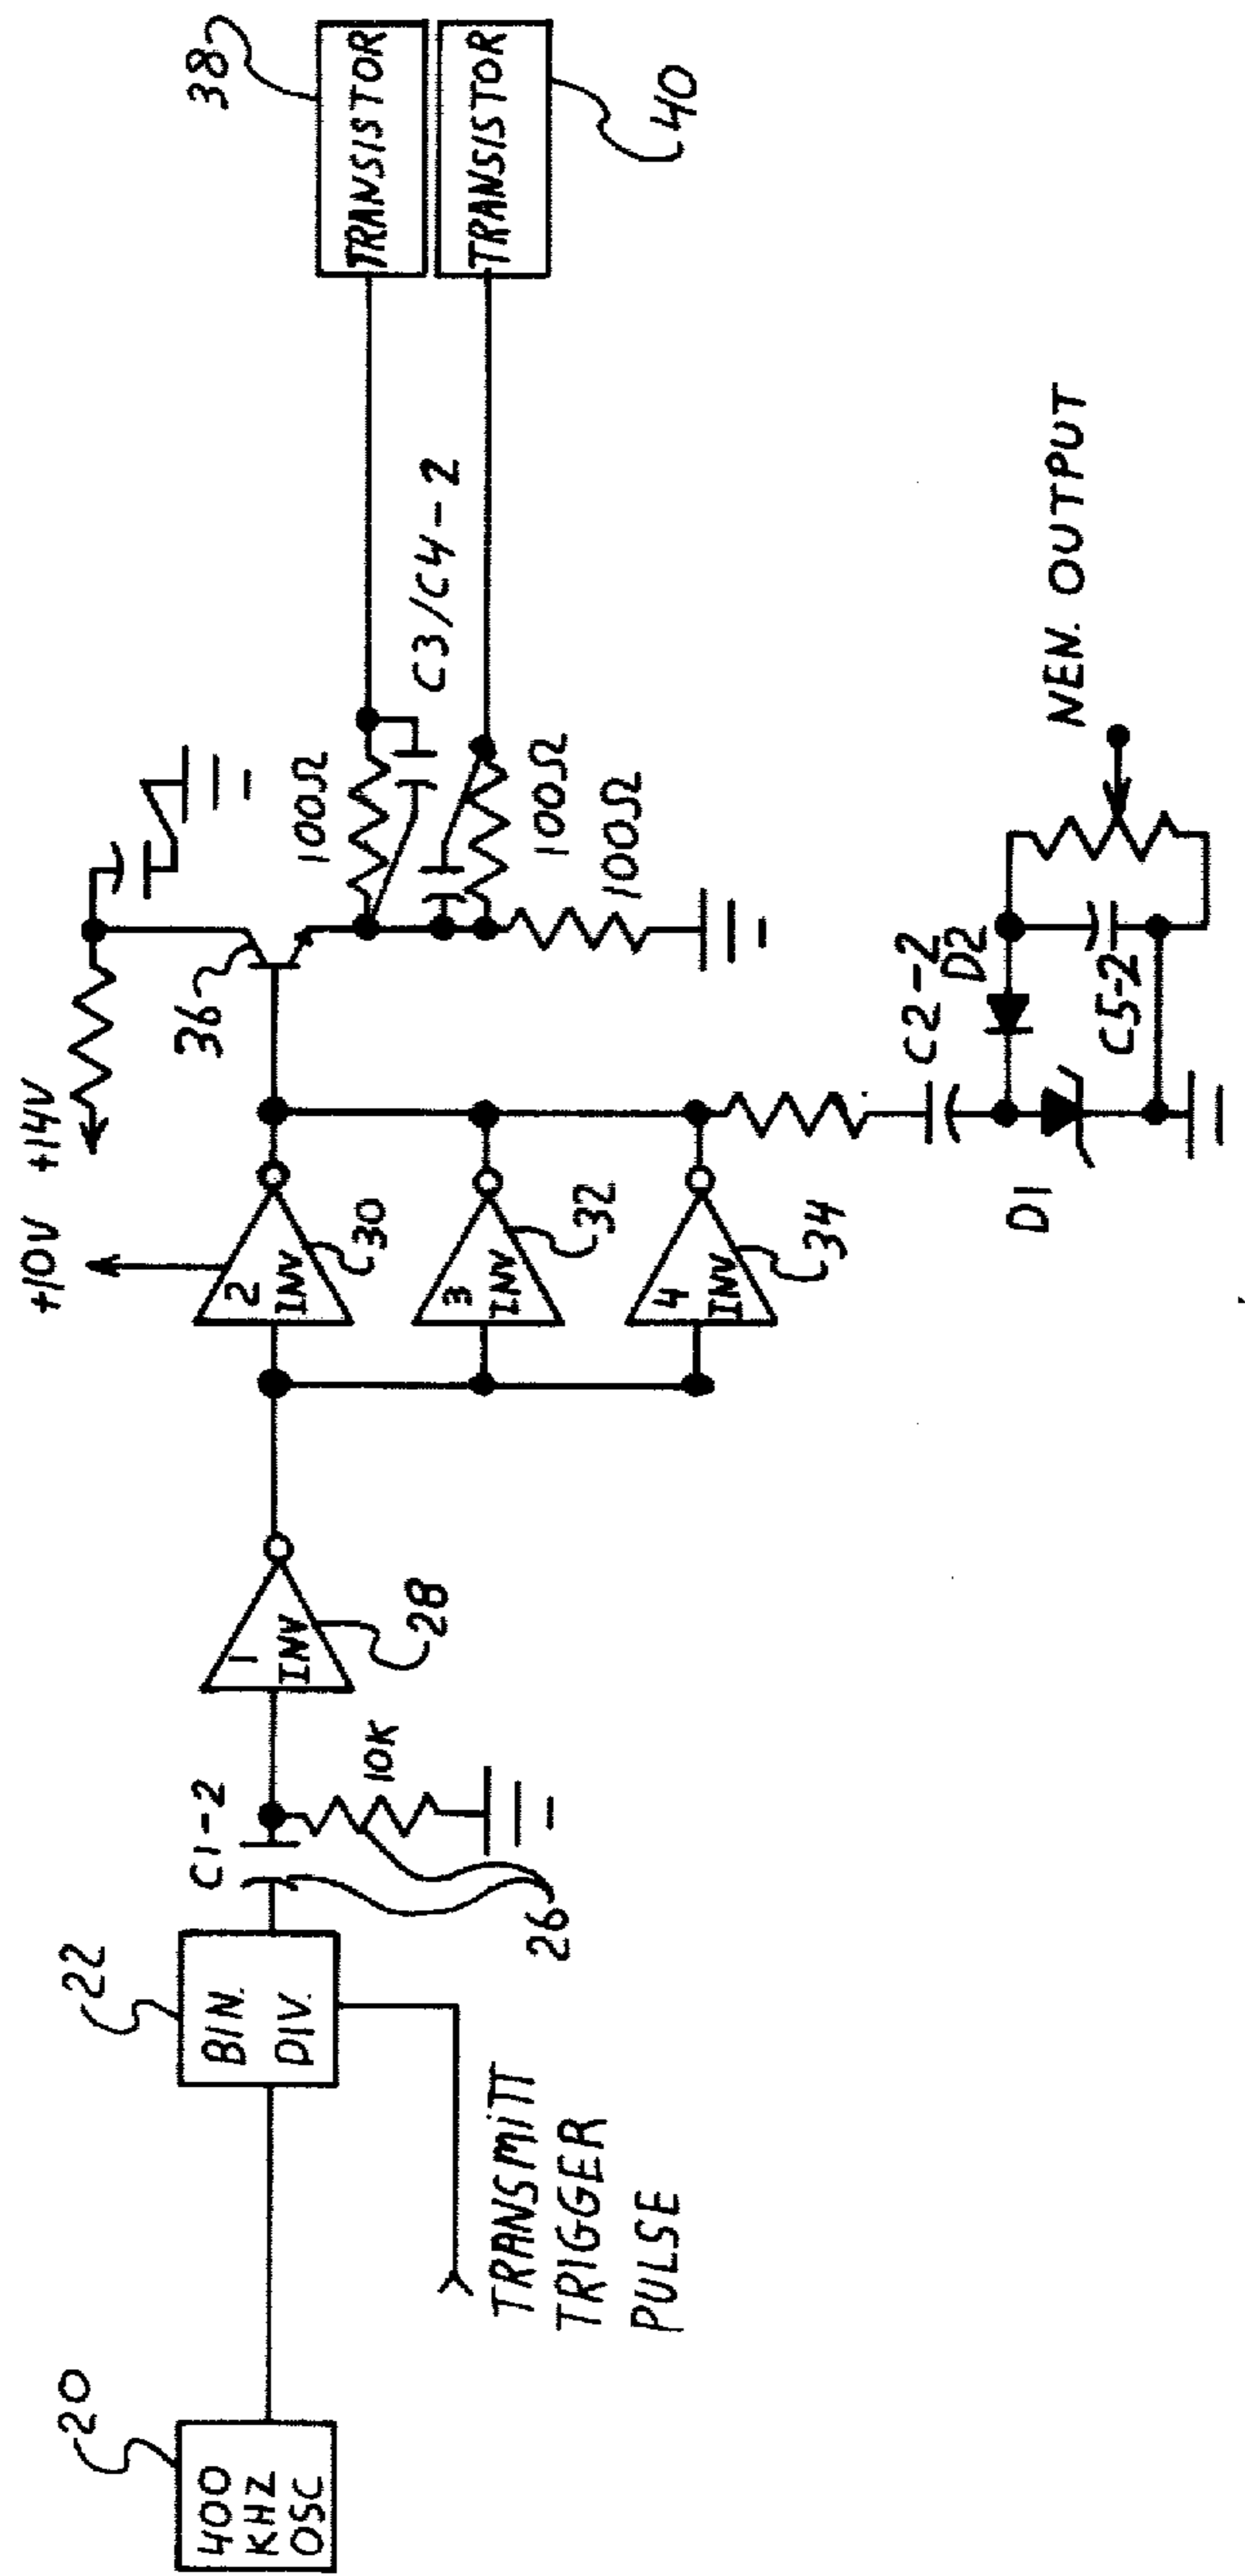 20
400
KHZ
OSC
22
BIN.
DIV.
TRANSMITT
TRIGGER
PULSE
C1-2
10K
26
1
INV
28
+10V
+14V
2
INV
30
3
INV
32
4
INV
34
36
100Ω
C3/C4-2
100Ω
100Ω
38
TRANSISTOR
TRANSISTOR
40
C2-2
D2
D1
C5-2
NEN. OUTPUT